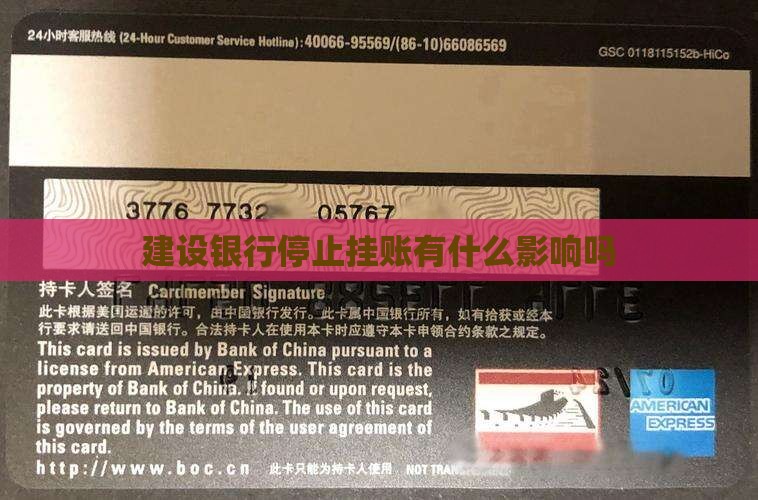 24小时客服热线 (24-Hour Customer Service Hotline):40066-95569/(86-10)66086569
GSC 0118115152b-HiCo
3776 7732 05767
建设银行停止挂账有什么影响吗
持卡人签名 Cardmember Signature
此卡根据美国运通的许可，由中国银行发行。此卡属中国银行所有，如有拾获或经本
行要求请送回中国银行。合法持卡人在使用本卡时应遵守本卡申领合约条款之规定。
This card is issued by Bank of China pursuant to a
license from American Express. This card is the
property of Bank of China. If found or upon request,
please return to Bank of China. The use of this card
is governed by the terms of the user agreement of
this card.
AMERICAN
EXPRESS
http://www.boc.cn 此卡只能为持卡人使用 NOT